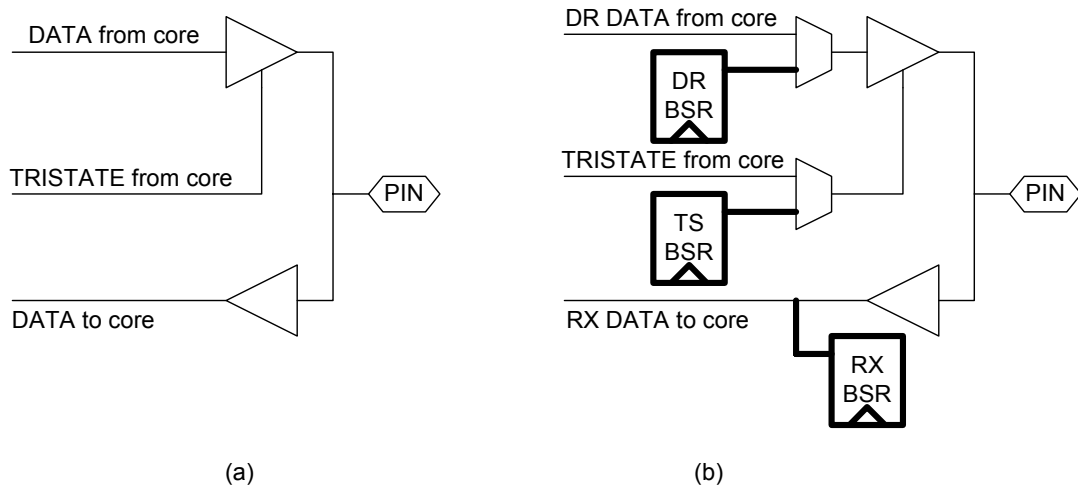 DATA from core
TRISTATE from core
PIN
DATA to core
(a)
DR DATA from core
DR
BSR
TRISTATE from core
TS
BSR
PIN
RX DATA to core
RX
BSR
(b)